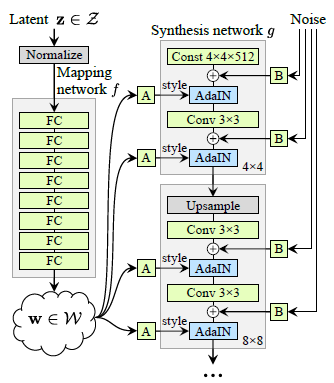 Latent z ∈ 𝒵
Normalize
Mapping
network f
FC
FC
FC
FC
FC
FC
FC
FC
w ∈ 𝒲
Synthesis network g
Noise
Const 4×4×512
B
A
style
AdaIN
Conv 3×3
B
A
style
AdaIN
4×4
Upsample
Conv 3×3
B
A
style
AdaIN
Conv 3×3
B
A
style
AdaIN
8×8
...